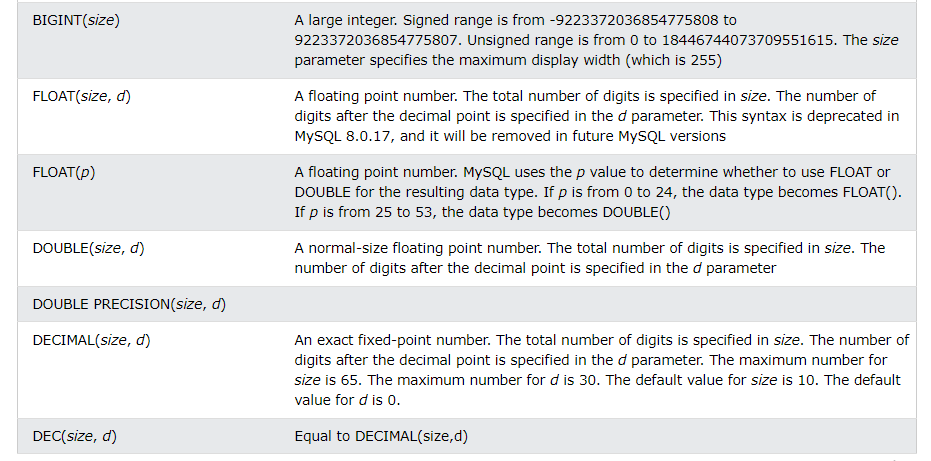 BIGINT(size)
A large integer. Signed range is from -9223372036854775808 to
9223372036854775807. Unsigned range is from 0 to 18446744073709551615. The size
parameter specifies the maximum display width (which is 255)
FLOAT(size, d)
A floating point number. The total number of digits is specified in size. The number of
digits after the decimal point is specified in the d parameter. This syntax is deprecated in
MySQL 8.0.17, and it will be removed in future MySQL versions
FLOAT(p)
A floating point number. MySQL uses the p value to determine whether to use FLOAT or
DOUBLE for the resulting data type. If p is from 0 to 24, the data type becomes FLOAT().
If p is from 25 to 53, the data type becomes DOUBLE()
DOUBLE(size, d)
A normal-size floating point number. The total number of digits is specified in size. The
number of digits after the decimal point is specified in the d parameter
DOUBLE PRECISION(size, d)
DECIMAL(size, d)
An exact fixed-point number. The total number of digits is specified in size. The number of
digits after the decimal point is specified in the d parameter. The maximum number for
size is 65. The maximum number for d is 30. The default value for size is 10. The default
value for d is 0.
DEC(size, d)
Equal to DECIMAL(size,d)